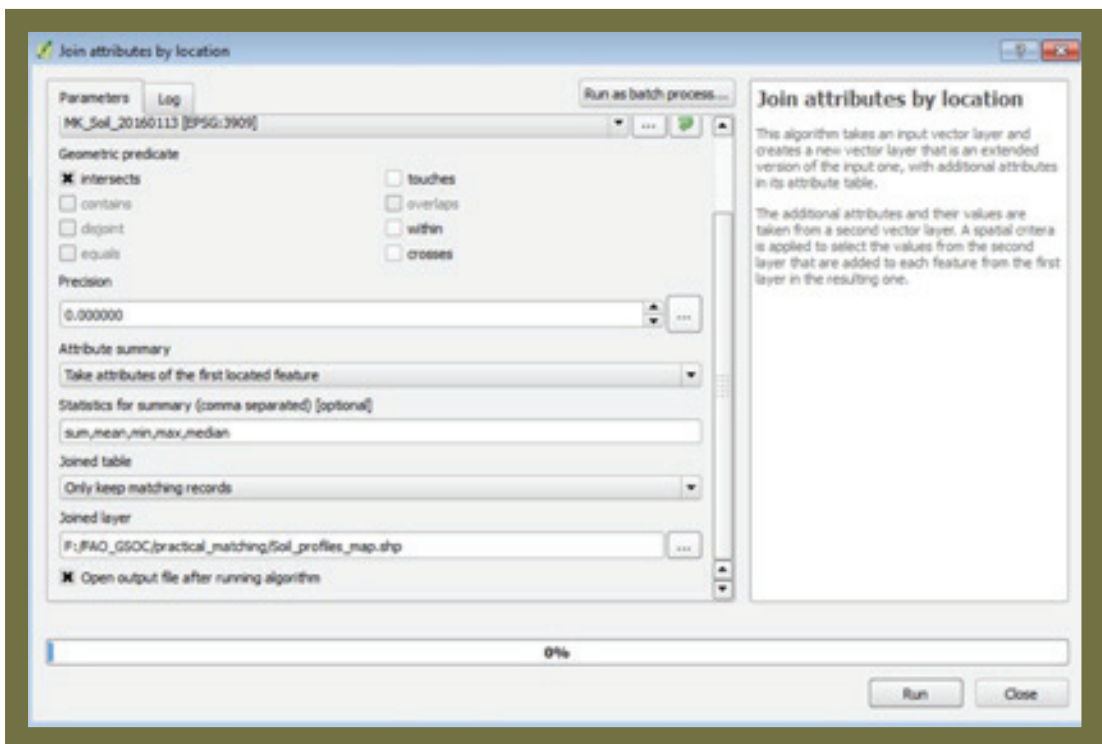 Join attributes by location
Parameters
Log
Run as batch process...
MK_Soil_20160113 [EPSG:3909]
...
Geometric predicate
intersects
touches
contains
overlaps
disjoint
within
equals
crosses
Precision
0.000000
...
Attribute summary
Take attributes of the first located feature
Statistics for summary (comma separated) [optional]
sum,mean,min,max,median
Joined table
Only keep matching records
Joined layer
F:/FAO_GSOC/practical_matching/Soil_profiles_map.shp
...
Open output file after running algorithm
Join attributes by location
This algorithm takes an input vector layer and
creates a new vector layer that is an extended
version of the input one, with additional attributes
in its attribute table.
The additional attributes and their values are
taken from a second vector layer. A spatial criteria
is applied to select the values from the second
layer that are added to each feature from the first
layer in the resulting one.
0%
Run
Close